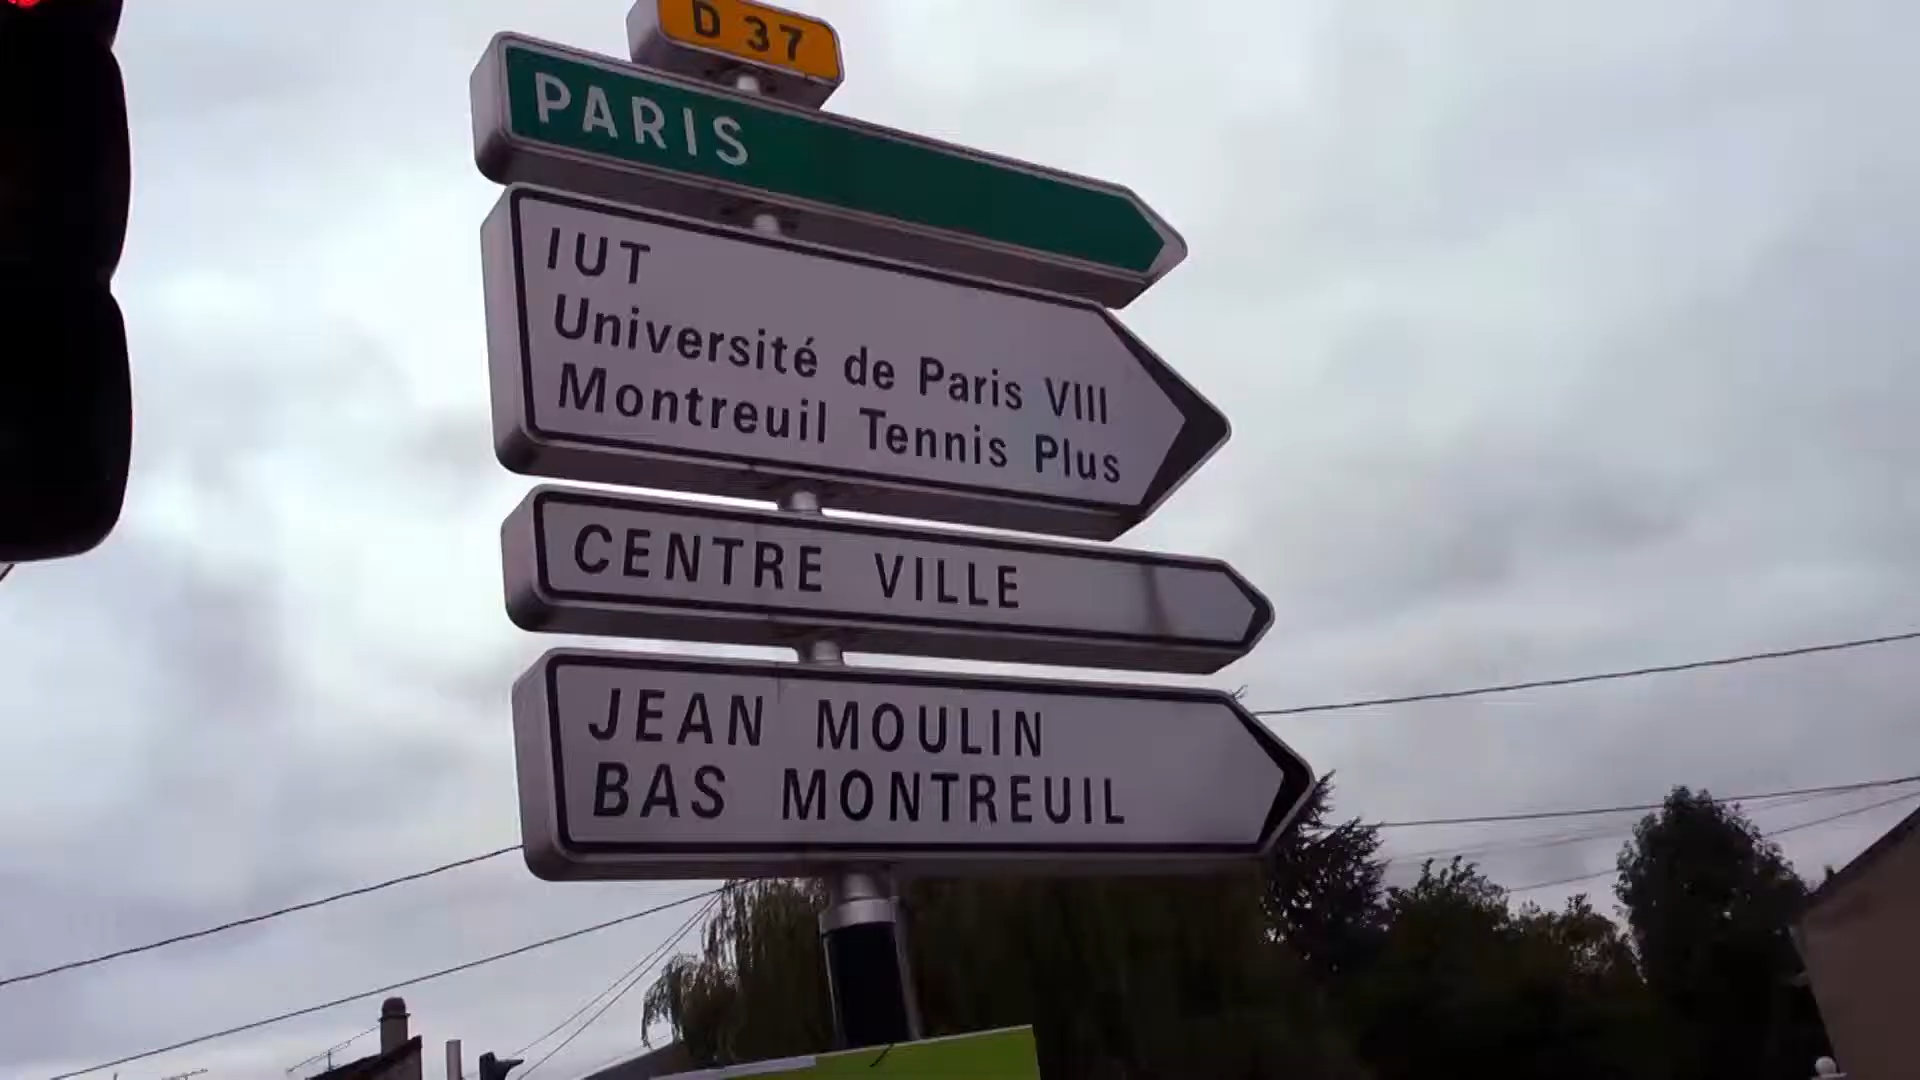 D 37
PARIS
IUT
Université de Paris VIII
Montreuil Tennis Plus
CENTRE VILLE
JEAN MOULIN
BAS MONTREUIL